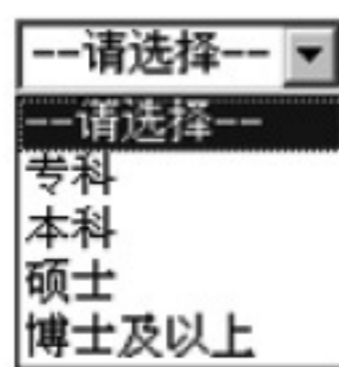 --请选择--
--请选择--
专科
本科
硕士
博士及以上